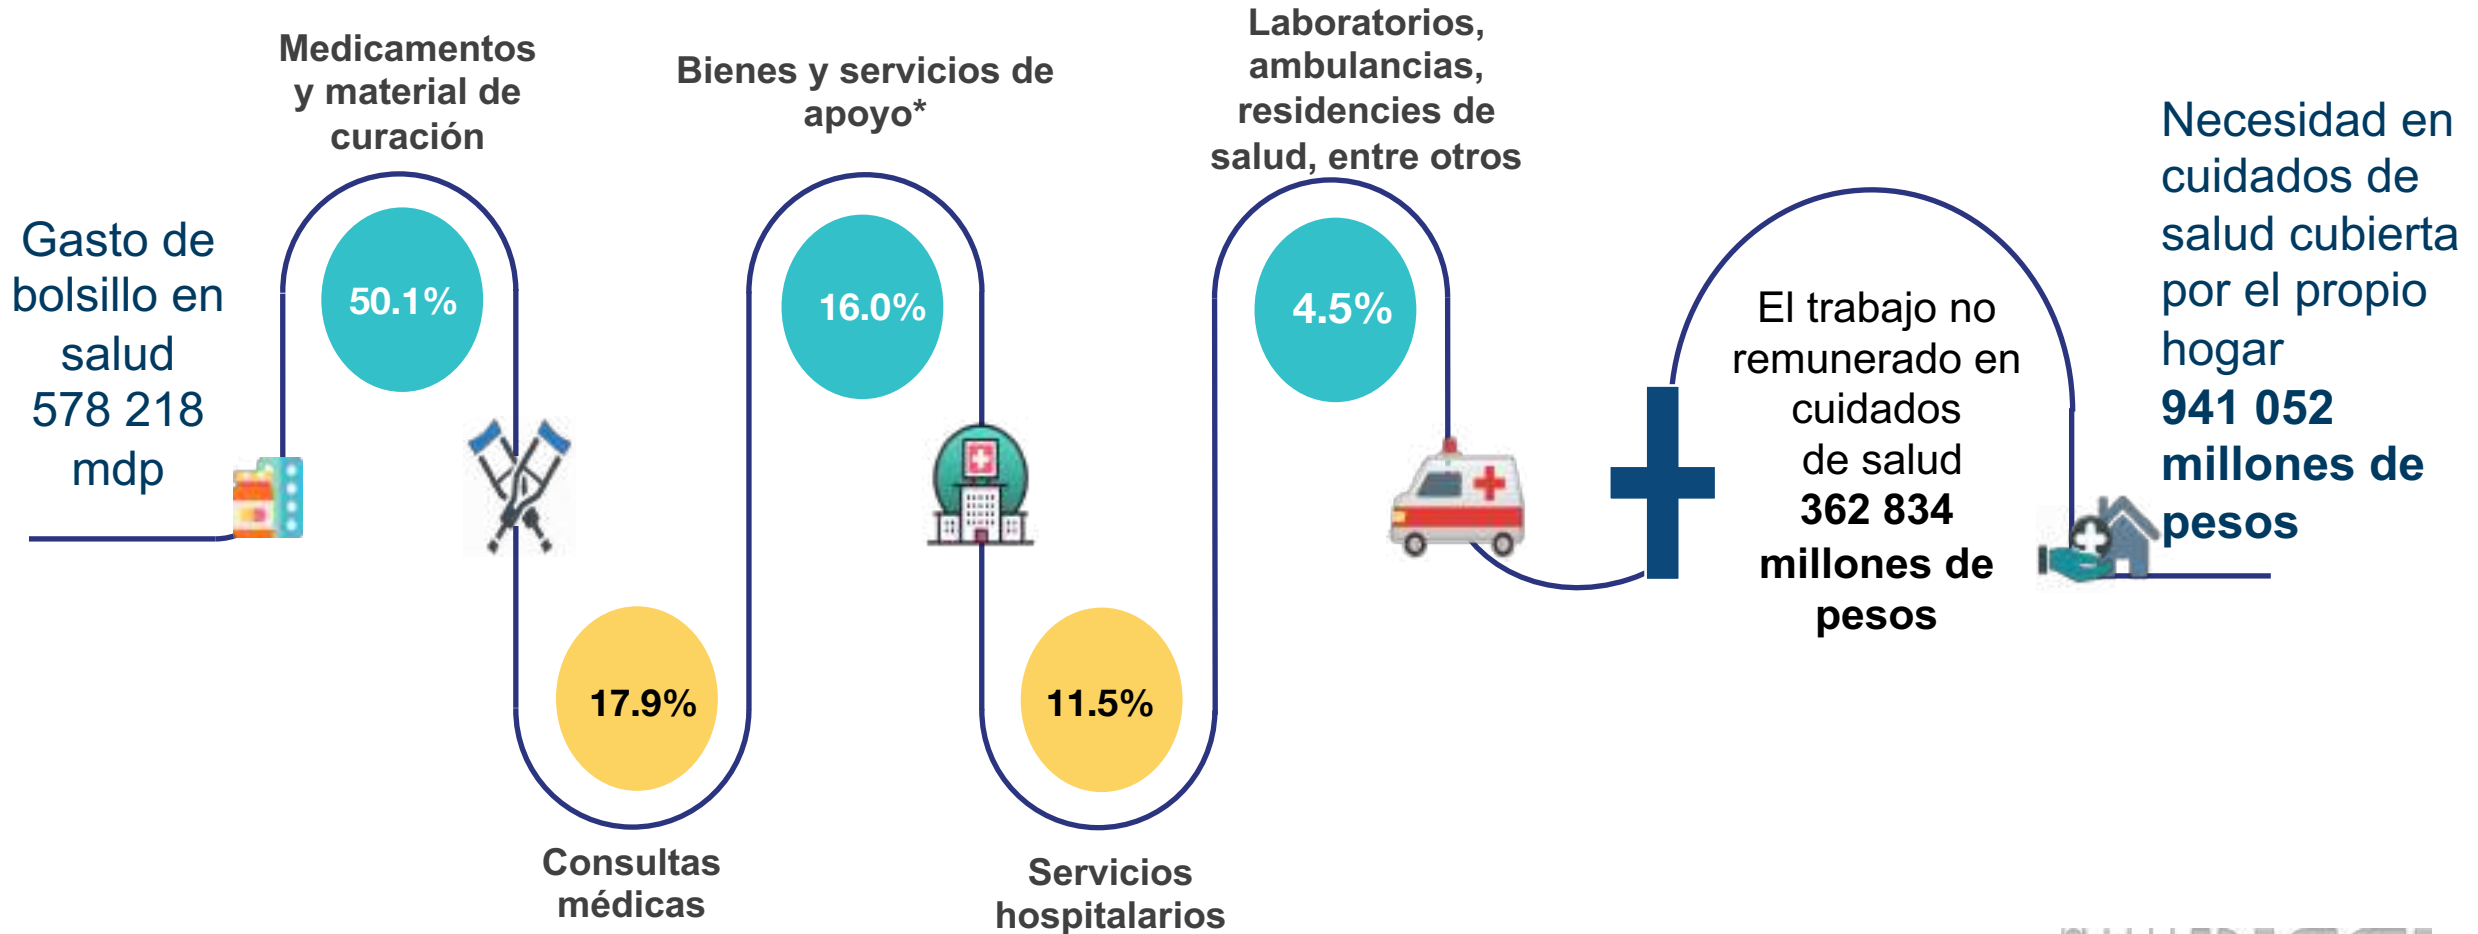 Gasto de
bolsillo en
salud
578 218
mdp
Medicamentos
y material de
curación
50.1%
17.9%
Consultas
médicas
Bienes y servicios de
apoyo*
16.0%
11.5%
Servicios
hospitalarios
Laboratorios,
ambulancias,
residencies de
salud, entre otros
4.5%
El trabajo no
remunerado en
cuidados
de salud
362 834
millones de
pesos
Necesidad en
cuidados de
salud cubierta
por el propio
hogar
941 052
millones de
pesos